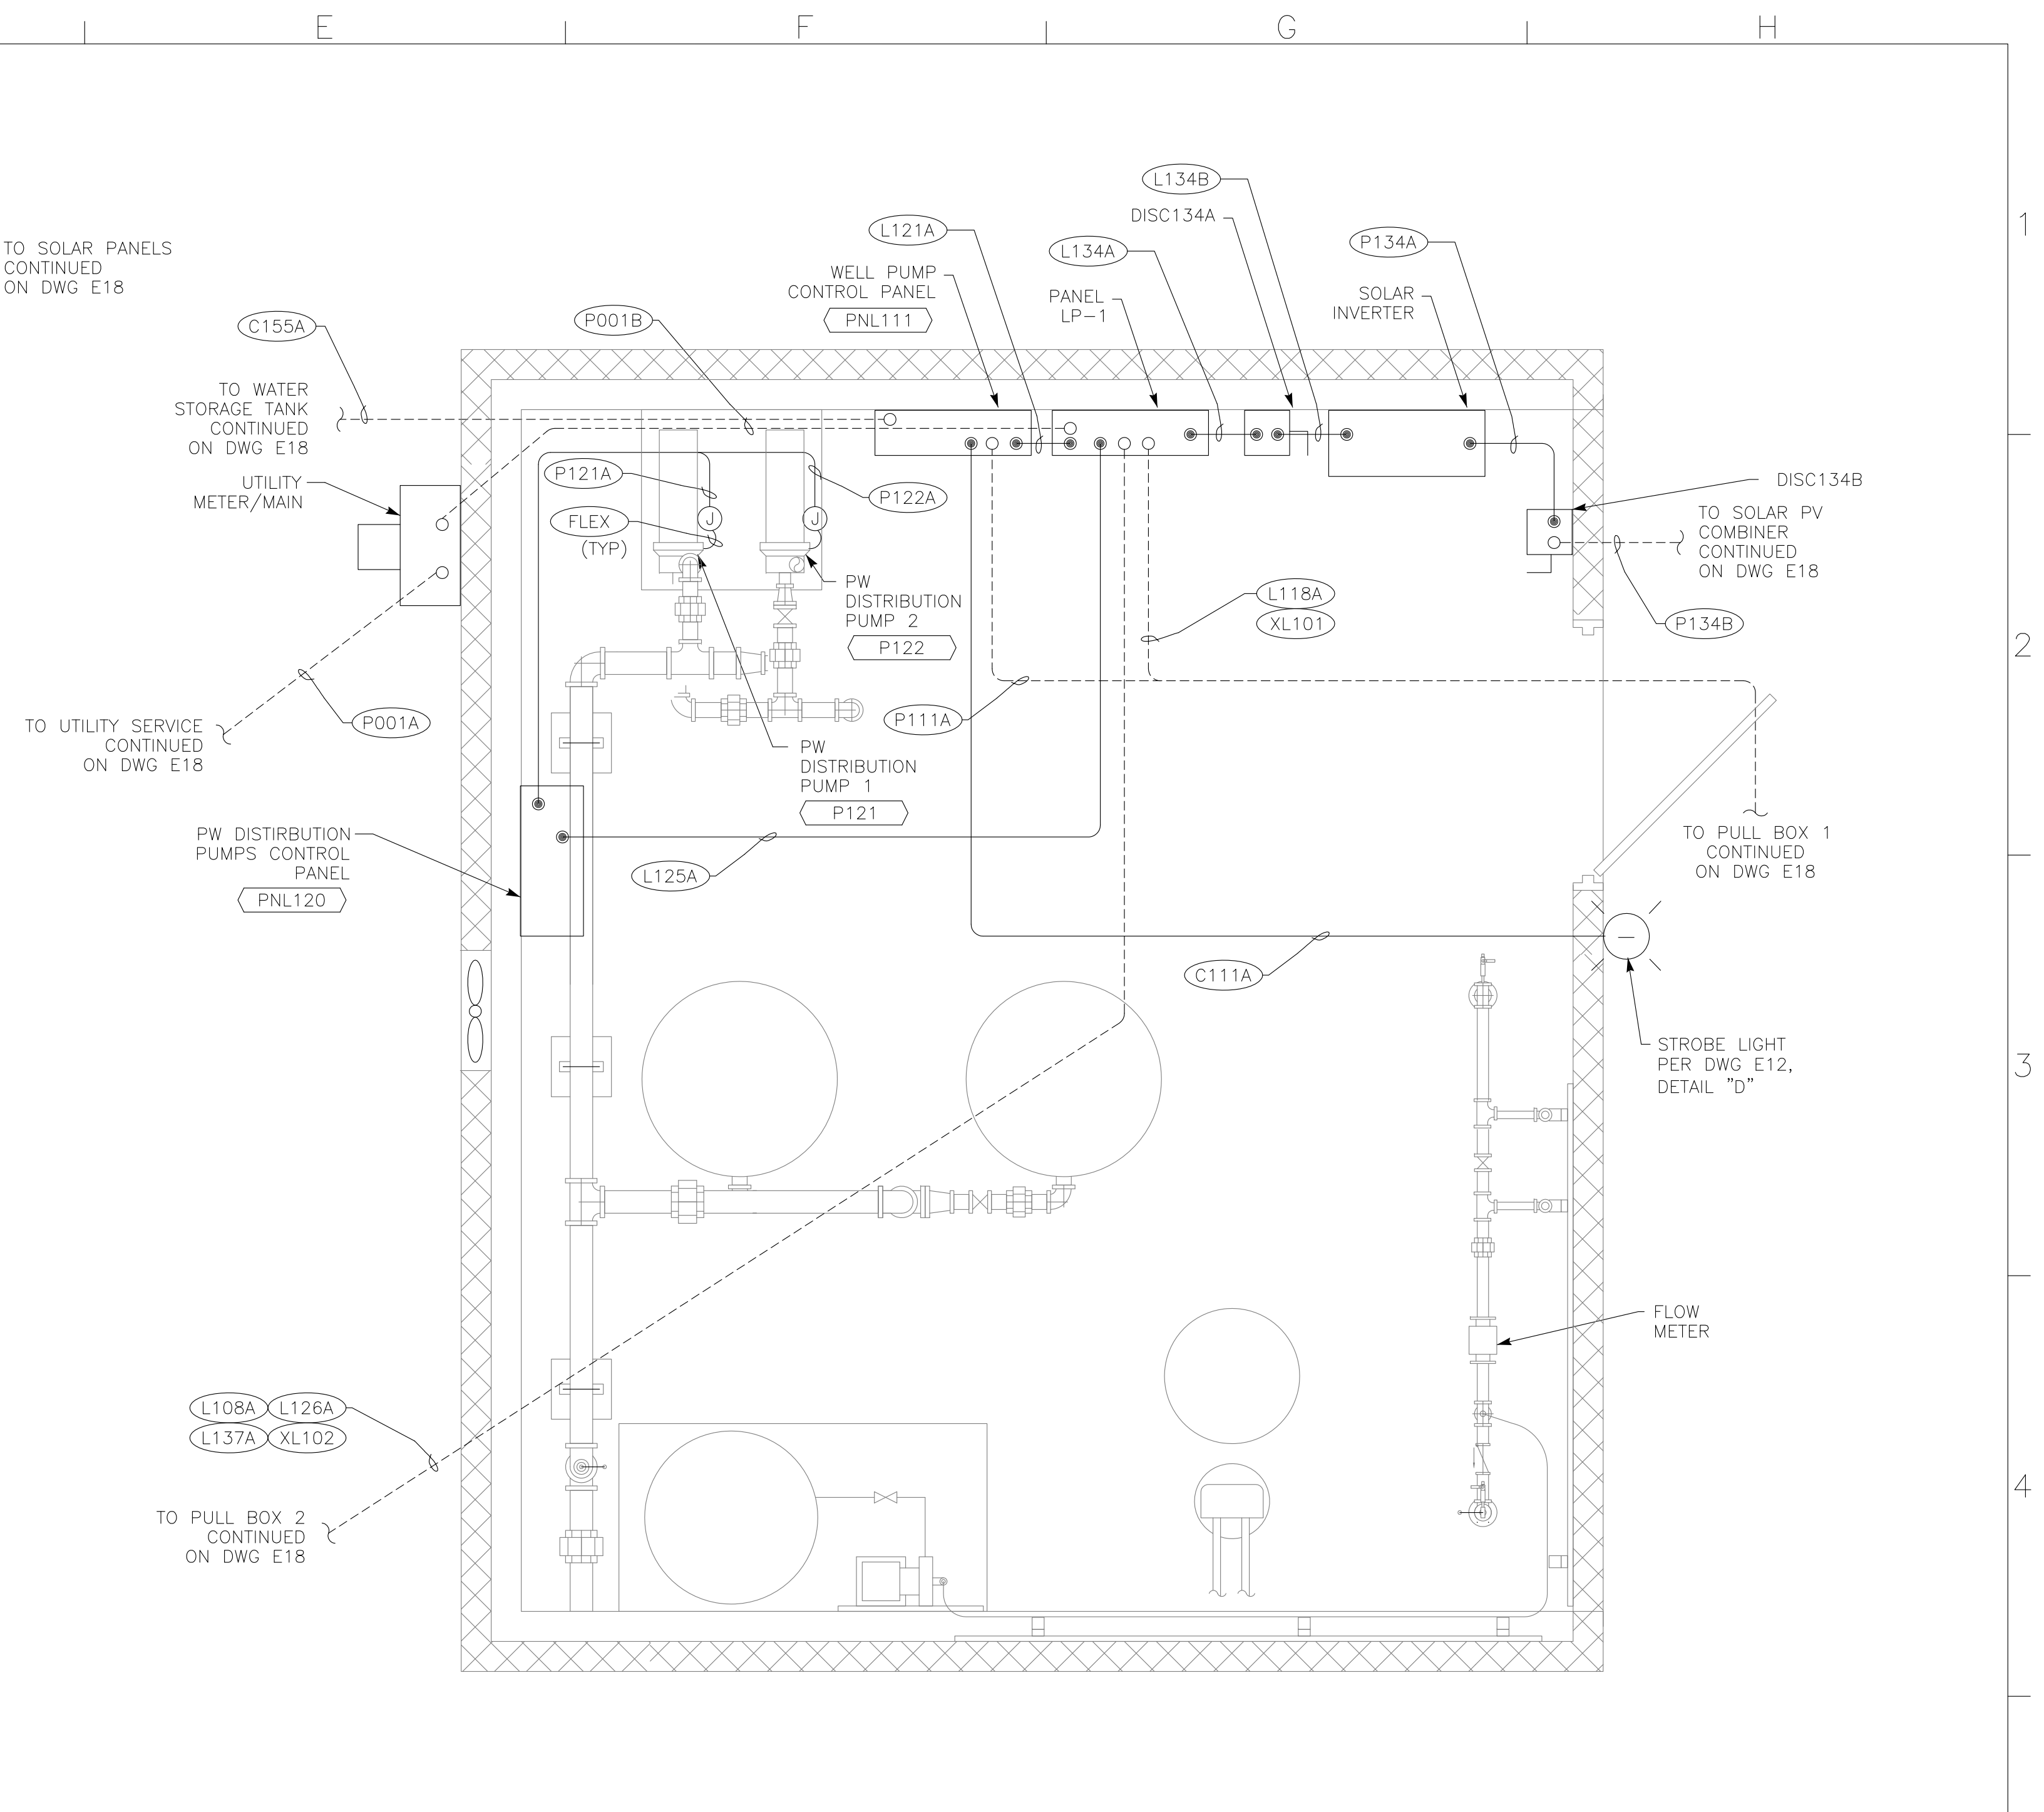 E
F
G
H
1
2
3
4
TO SOLAR PANELS
CONTINUED
ON DWG E18
C155A
TO WATER
STORAGE TANK
CONTINUED
ON DWG E18
UTILITY
METER/MAIN
P001B
L121A
WELL PUMP
CONTROL PANEL
PNL111
L134B
DISC134A
L134A
PANEL
LP-1
P134A
SOLAR
INVERTER
P121A
FLEX
(TYP)
J
J
P122A
PW
DISTRIBUTION
PUMP 2
P122
DISC134B
TO SOLAR PV
COMBINER
CONTINUED
ON DWG E18
P134B
L118A
XL101
P111A
P001A
TO UTILITY SERVICE
CONTINUED
ON DWG E18
PW
DISTRIBUTION
PUMP 1
P121
PW DISTIRBUTION
PUMPS CONTROL
PANEL
PNL120
L125A
TO PULL BOX 1
CONTINUED
ON DWG E18
C111A
STROBE LIGHT
PER DWG E12,
DETAIL "D"
FLOW
METER
L108A L126A
L137A XL102
TO PULL BOX 2
CONTINUED
ON DWG E18